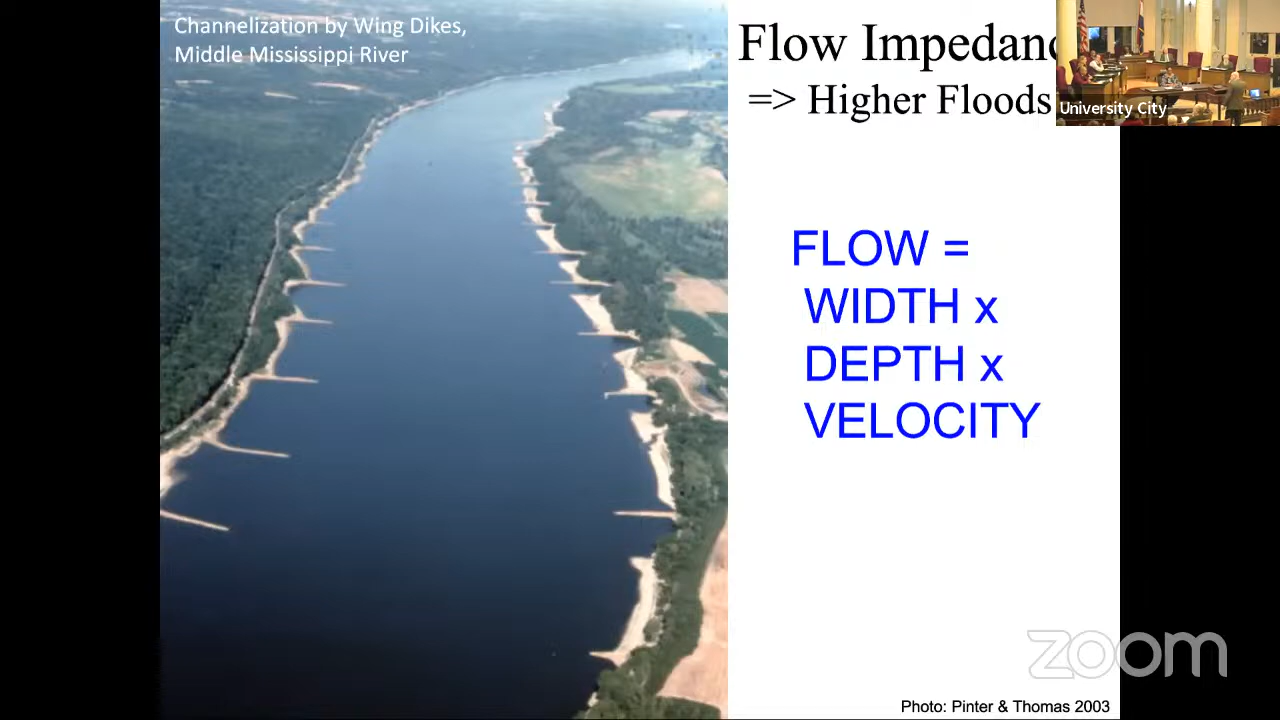 Channelization by Wing Dikes,
Middle Mississippi River
Flow Impedanc
=> Higher Floods
University City
FLOW =
WIDTH x
DEPTH x
VELOCITY
zoom
Photo: Pinter & Thomas 2003